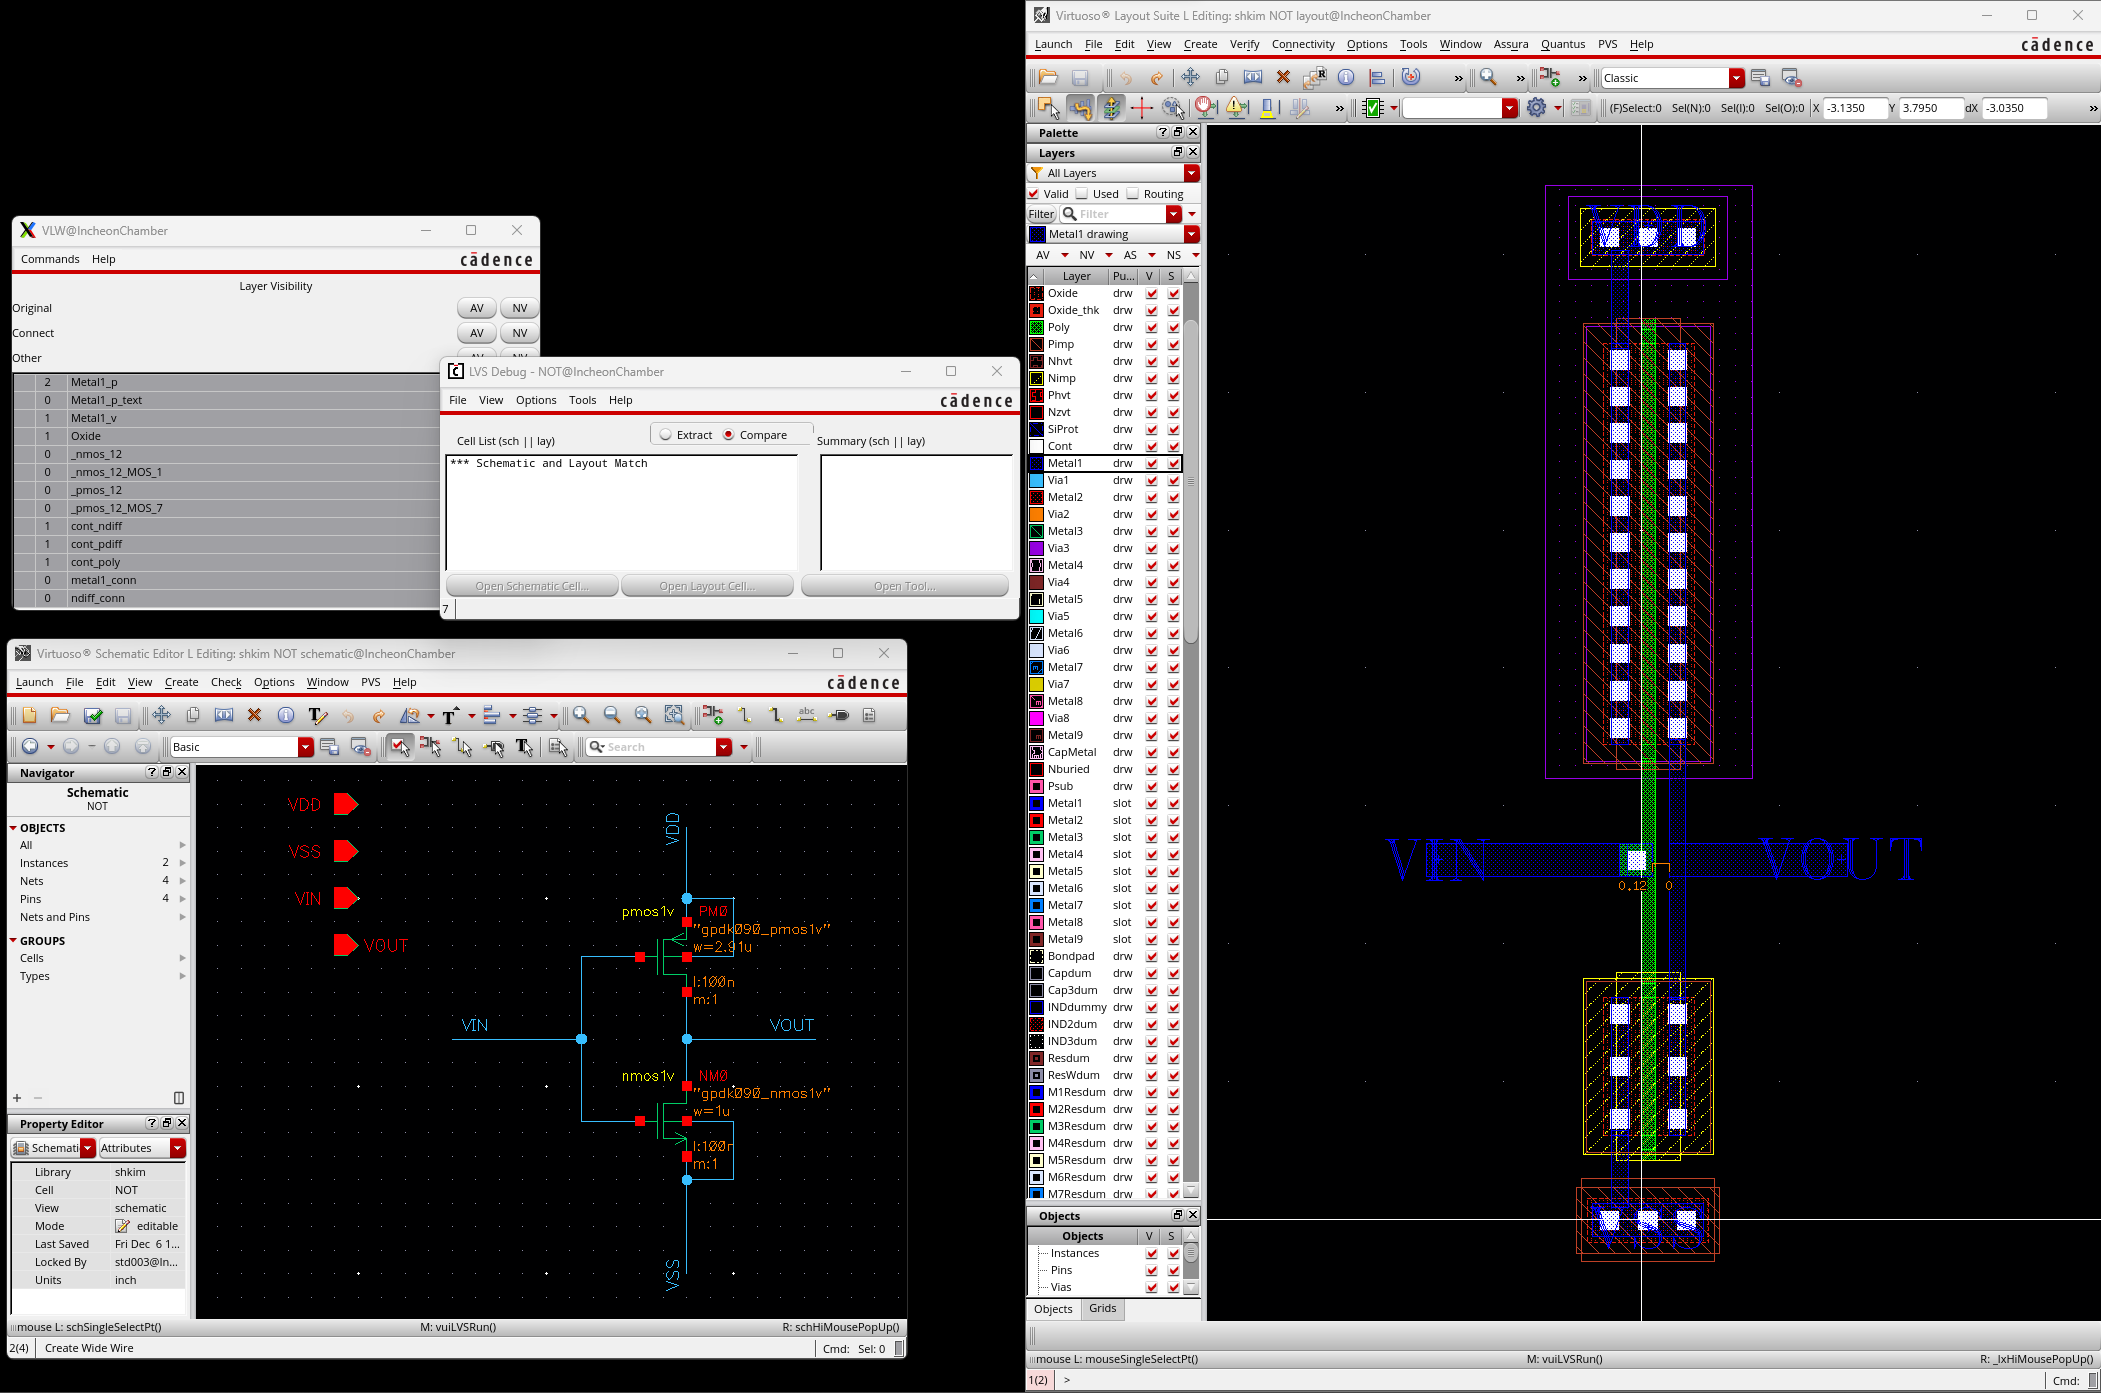 VLW@IncheonChamber
Commands Help
cādence
Layer Visibility
Original AV NV
Connect AV NV
Other
2 Metal1_p
0 Metal1_p_text
1 Metal1_v
1 Oxide
0 _nmos_12
0 _nmos_12_MOS_1
0 _pmos_12
0 _pmos_12_MOS_7
1 cont_ndiff
1 cont_pdiff
1 cont_poly
0 metal1_conn
0 ndiff_conn
LVS Debug - NOT@IncheonChamber
File View Options Tools Help
cādence
Cell List (sch || lay) Extract Compare Summary (sch || lay)
*** Schematic and Layout Match
Open Schematic Cell... Open Layout Cell... Open Tool...
7
Virtuoso® Schematic Editor L Editing: shkim NOT schematic@IncheonChamber
Launch File Edit View Create Check Options Window PVS Help
cādence
abc
Basic Search
Navigator
Schematic
NOT
OBJECTS
All
Instances 2
Nets 4
Pins 4
Nets and Pins
GROUPS
Cells
Types
Property Editor
Schemati Attributes
Library shkim
Cell NOT
View schematic
Mode editable
Last Saved Fri Dec 6 1...
Locked By std003@In...
Units inch
VDD
VSS
VIN
VOUT
VDD
pmos1v PM0
"gpdk090_pmos1v"
w=2.91u
l:100n
m:1
VIN VOUT
nmos1v NM0
"gpdk090_nmos1v"
w=1u
l:100n
m:1
VSS
mouse L: schSingleSelectPt() M: vuiLVSRun() R: schHiMousePopUp()
2(4) Create Wide Wire Cmd: Sel: 0
Virtuoso® Layout Suite L Editing: shkim NOT layout@IncheonChamber
Launch File Edit View Create Verify Connectivity Options Tools Window Assura Quantus PVS Help
cādence
Classic
(F)Select:0 Sel(N):0 Sel(I):0 Sel(O):0 X -3.1350 Y 3.7950 dX -3.0350
Palette
Layers
All Layers
Valid Used Routing
Filter Filter
Metal1 drawing
AV NV AS NS
Layer Pu... V S
Oxide drw
Oxide_thk drw
Poly drw
Pimp drw
Nhvt drw
Nimp drw
Phvt drw
Nzvt drw
SiProt drw
Cont drw
Metal1 drw
Via1 drw
Metal2 drw
Via2 drw
Metal3 drw
Via3 drw
Metal4 drw
Via4 drw
Metal5 drw
Via5 drw
Metal6 drw
Via6 drw
Metal7 drw
Via7 drw
Metal8 drw
Via8 drw
Metal9 drw
CapMetal drw
Nburied drw
Psub drw
Metal1 slot
Metal2 slot
Metal3 slot
Metal4 slot
Metal5 slot
Metal6 slot
Metal7 slot
Metal8 slot
Metal9 slot
Bondpad drw
Capdum drw
Cap3dum drw
INDdummy drw
IND2dum drw
IND3dum drw
Resdum drw
ResWdum drw
M1Resdum drw
M2Resdum drw
M3Resdum drw
M4Resdum drw
M5Resdum drw
M6Resdum drw
M7Resdum drw
Objects
Objects V S
Instances
Pins
Vias
Objects Grids
VDD
VIN VOUT
0.12 0
VSS
mouse L: mouseSingleSelectPt() M: vuiLVSRun() R: _lxHiMousePopUp()
1(2) > Cmd: